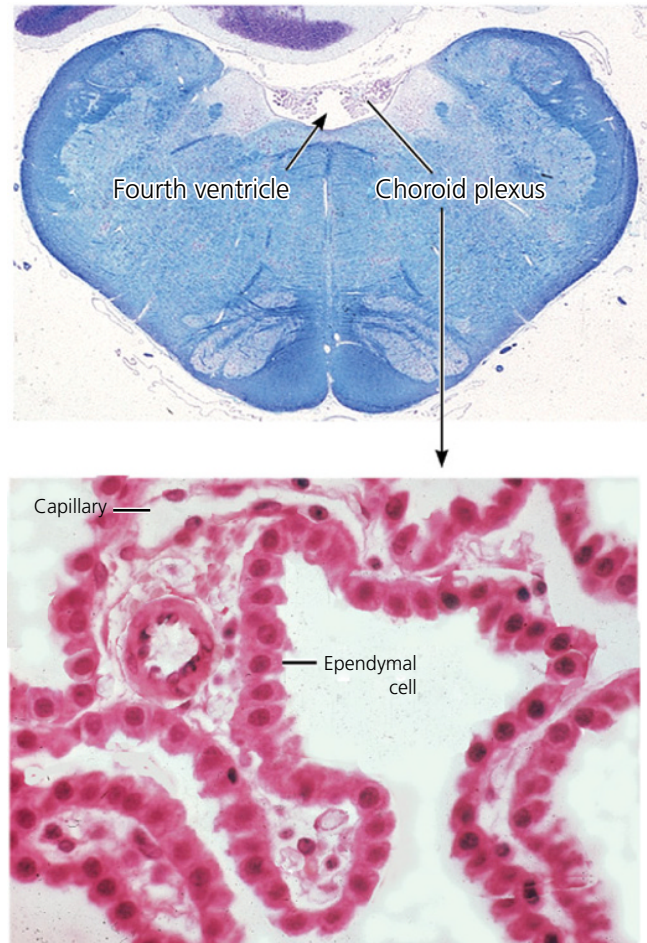 Fourth ventricle
Choroid plexus
Capillary
Ependymal
cell